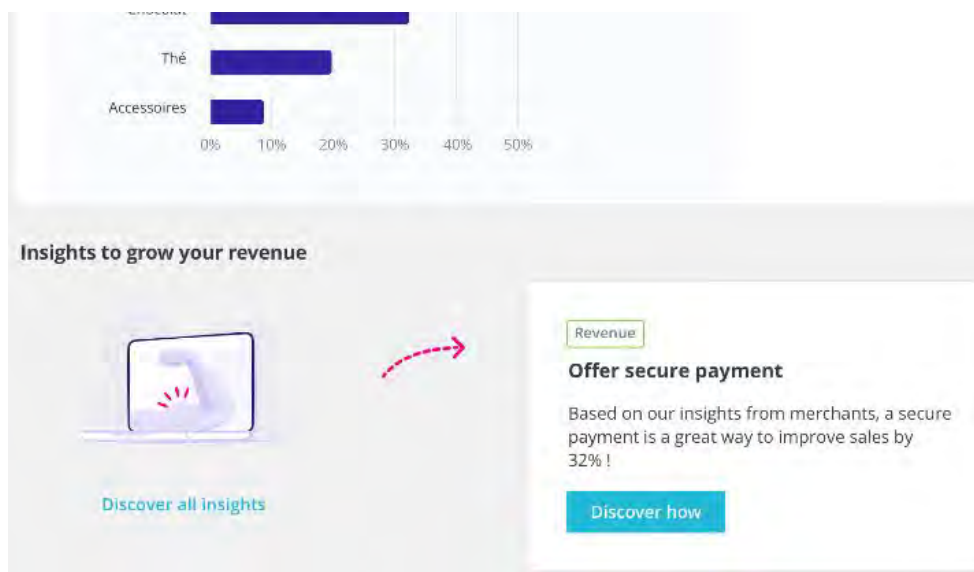 Chocolat
Thé
Accessoires
0% 10% 20% 30% 40% 50%
Insights to grow your revenue
Revenue
Offer secure payment
Based on our insights from merchants, a secure
payment is a great way to improve sales by
32% !
Discover all insights
Discover how